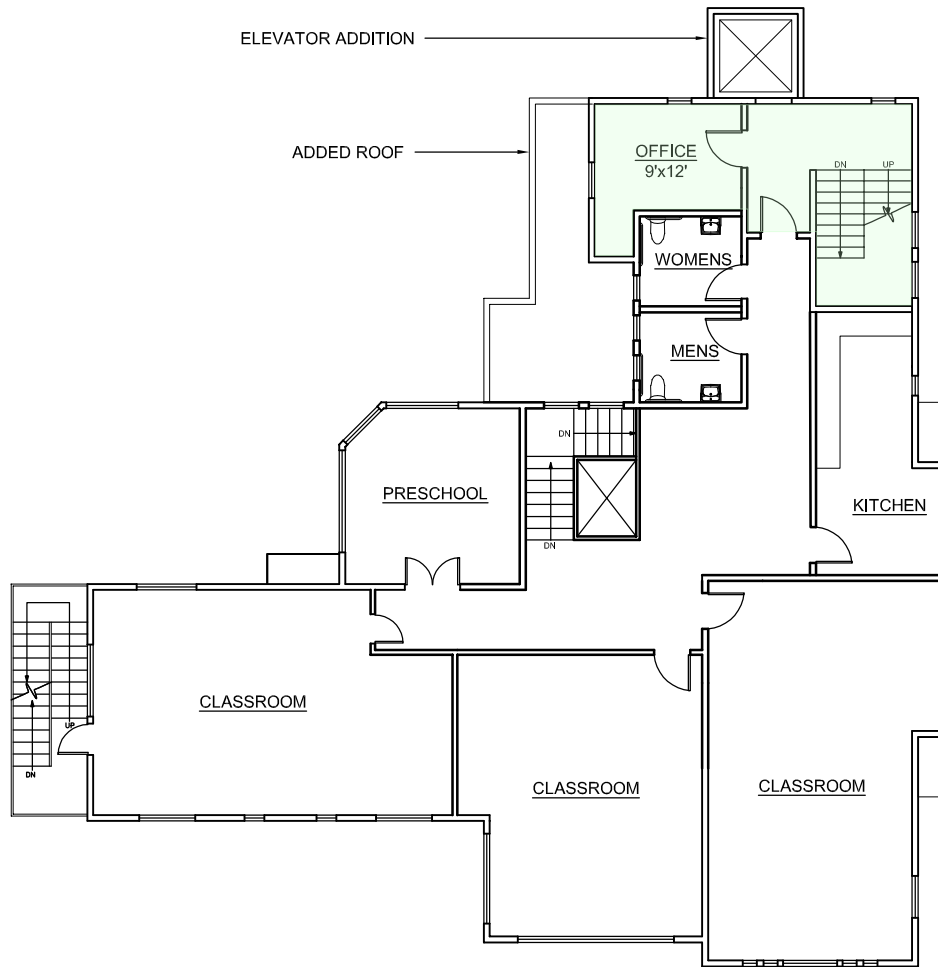 ELEVATOR ADDITION
ADDED ROOF
OFFICE
9'x12'
DN
UP
WOMENS
MENS
DN
PRESCHOOL
KITCHEN
DN
CLASSROOM
UP
DN
CLASSROOM
CLASSROOM